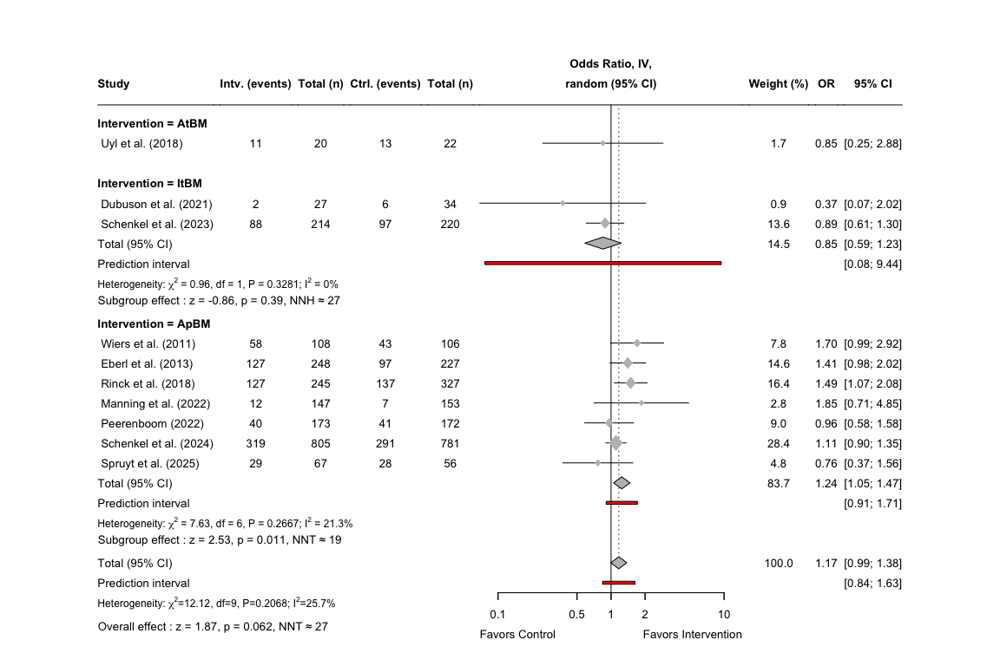 Odds Ratio, IV,
Study Intv. (events) Total (n) Ctrl. (events) Total (n) random (95% CI) Weight (%) OR 95% CI
Intervention = AtBM
Uyl et al. (2018) 11 20 13 22 1.7 0.85 [0.25; 2.88]
Intervention = ItBM
Dubuson et al. (2021) 2 27 6 34 0.9 0.37 [0.07; 2.02]
Schenkel et al. (2023) 88 214 97 220 13.6 0.89 [0.61; 1.30]
Total (95% CI) 14.5 0.85 [0.59; 1.23]
Prediction interval [0.08; 9.44]
Heterogeneity: χ² = 0.96, df = 1, P = 0.3281; I² = 0%
Subgroup effect : z = -0.86, p = 0.39, NNH ≈ 27
Intervention = ApBM
Wiers et al. (2011) 58 108 43 106 7.8 1.70 [0.99; 2.92]
Eberl et al. (2013) 127 248 97 227 14.6 1.41 [0.98; 2.02]
Rinck et al. (2018) 127 245 137 327 16.4 1.49 [1.07; 2.08]
Manning et al. (2022) 12 147 7 153 2.8 1.85 [0.71; 4.85]
Peerenboom (2022) 40 173 41 172 9.0 0.96 [0.58; 1.58]
Schenkel et al. (2024) 319 805 291 781 28.4 1.11 [0.90; 1.35]
Spruyt et al. (2025) 29 67 28 56 4.8 0.76 [0.37; 1.56]
Total (95% CI) 83.7 1.24 [1.05; 1.47]
Prediction interval [0.91; 1.71]
Heterogeneity: χ² = 7.63, df = 6, P = 0.2667; I² = 21.3%
Subgroup effect : z = 2.53, p = 0.011, NNT ≈ 19
Total (95% CI) 100.0 1.17 [0.99; 1.38]
Prediction interval [0.84; 1.63]
Heterogeneity: χ²=12.12, df=9, P=0.2068; I²=25.7%
0.1 0.5 1 2 10
Overall effect : z = 1.87, p = 0.062, NNT ≈ 27
Favors Control Favors Intervention